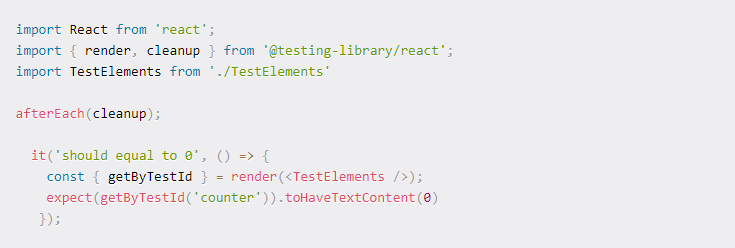 import React from 'react';
import { render, cleanup } from '@testing-library/react';
import TestElements from './TestElements'
afterEach(cleanup);
it('should equal to 0', () => {
const { getByTestId } = render(<TestElements />);
expect(getByTestId('counter')).toHaveTextContent(0)
});